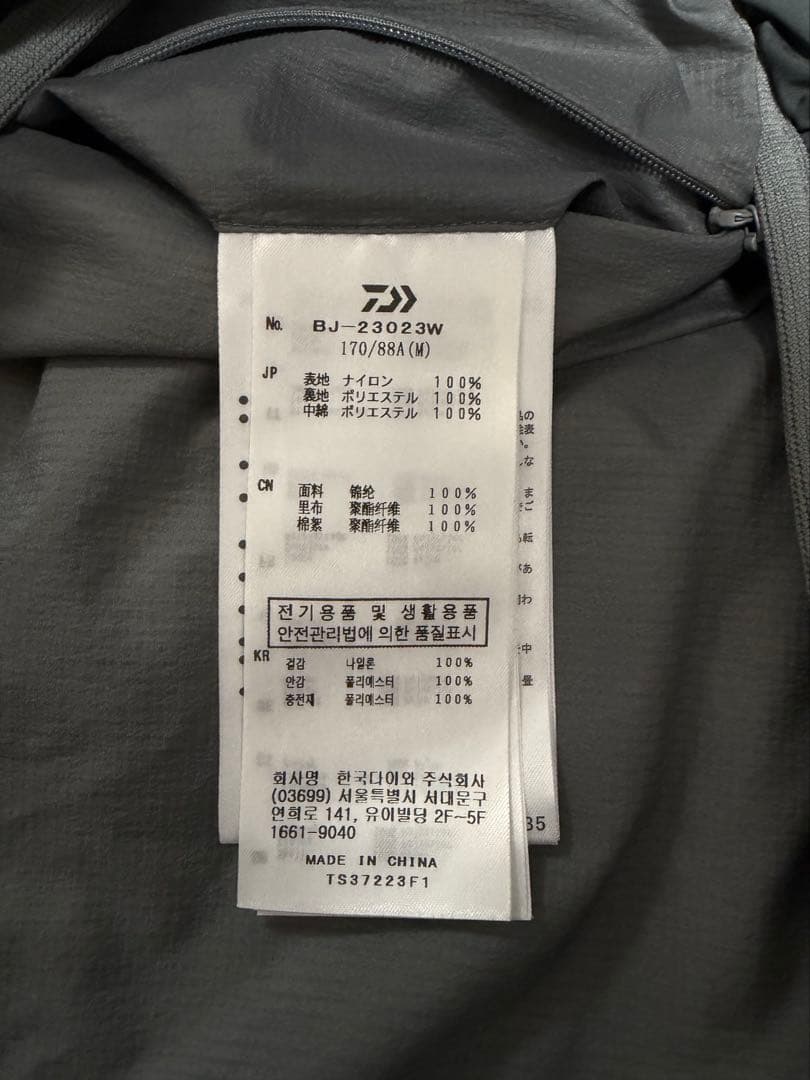 No. BJ-23023W
170/88A(M)
JP
表地 ナイロン 100%
裏地 ポリエステル 100%
中綿 ポリエステル 100%
CN
面料 锦纶 100%
里布 聚酯纤维 100%
棉絮 聚酯纤维 100%
전기용품 및 생활용품
안전관리법에 의한 품질표시
KR
겉감 나일론 100%
안감 폴리에스터 100%
충전재 폴리에스터 100%
회사명 한국다이와 주식회사
(03699) 서울특별시 서대문구
연희로 141, 유이빌딩 2F~5F
1661-9040
MADE IN CHINA
TS37223F1